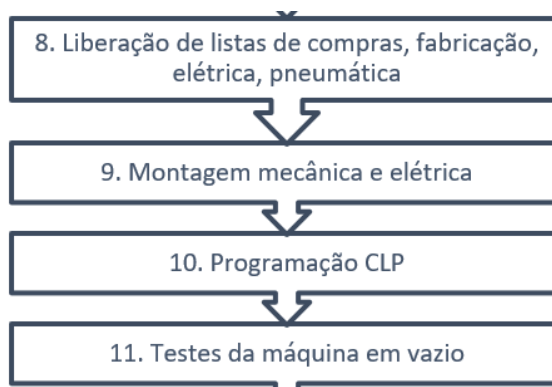 8. Liberação de listas de compras, fabricação,
elétrica, pneumática
9. Montagem mecânica e elétrica
10. Programação CLP
11. Testes da máquina em vazio